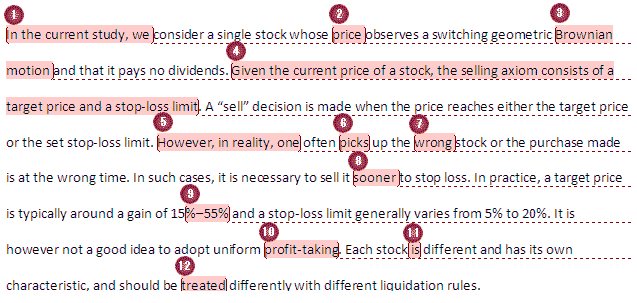 1 2 3
In the current study, we consider a single stock whose price observes a switching geometric Brownian
4
motion and that it pays no dividends. Given the current price of a stock, the selling axiom consists of a
target price and a stop-loss limit. A “sell” decision is made when the price reaches either the target price
5 6 7
or the set stop-loss limit. However, in reality, one often picks up the wrong stock or the purchase made
8
is at the wrong time. In such cases, it is necessary to sell it sooner to stop loss. In practice, a target price
9
is typically around a gain of 15%–55% and a stop-loss limit generally varies from 5% to 20%. It is
10 11
however not a good idea to adopt uniform profit-taking. Each stock is different and has its own
12
characteristic, and should be treated differently with different liquidation rules.